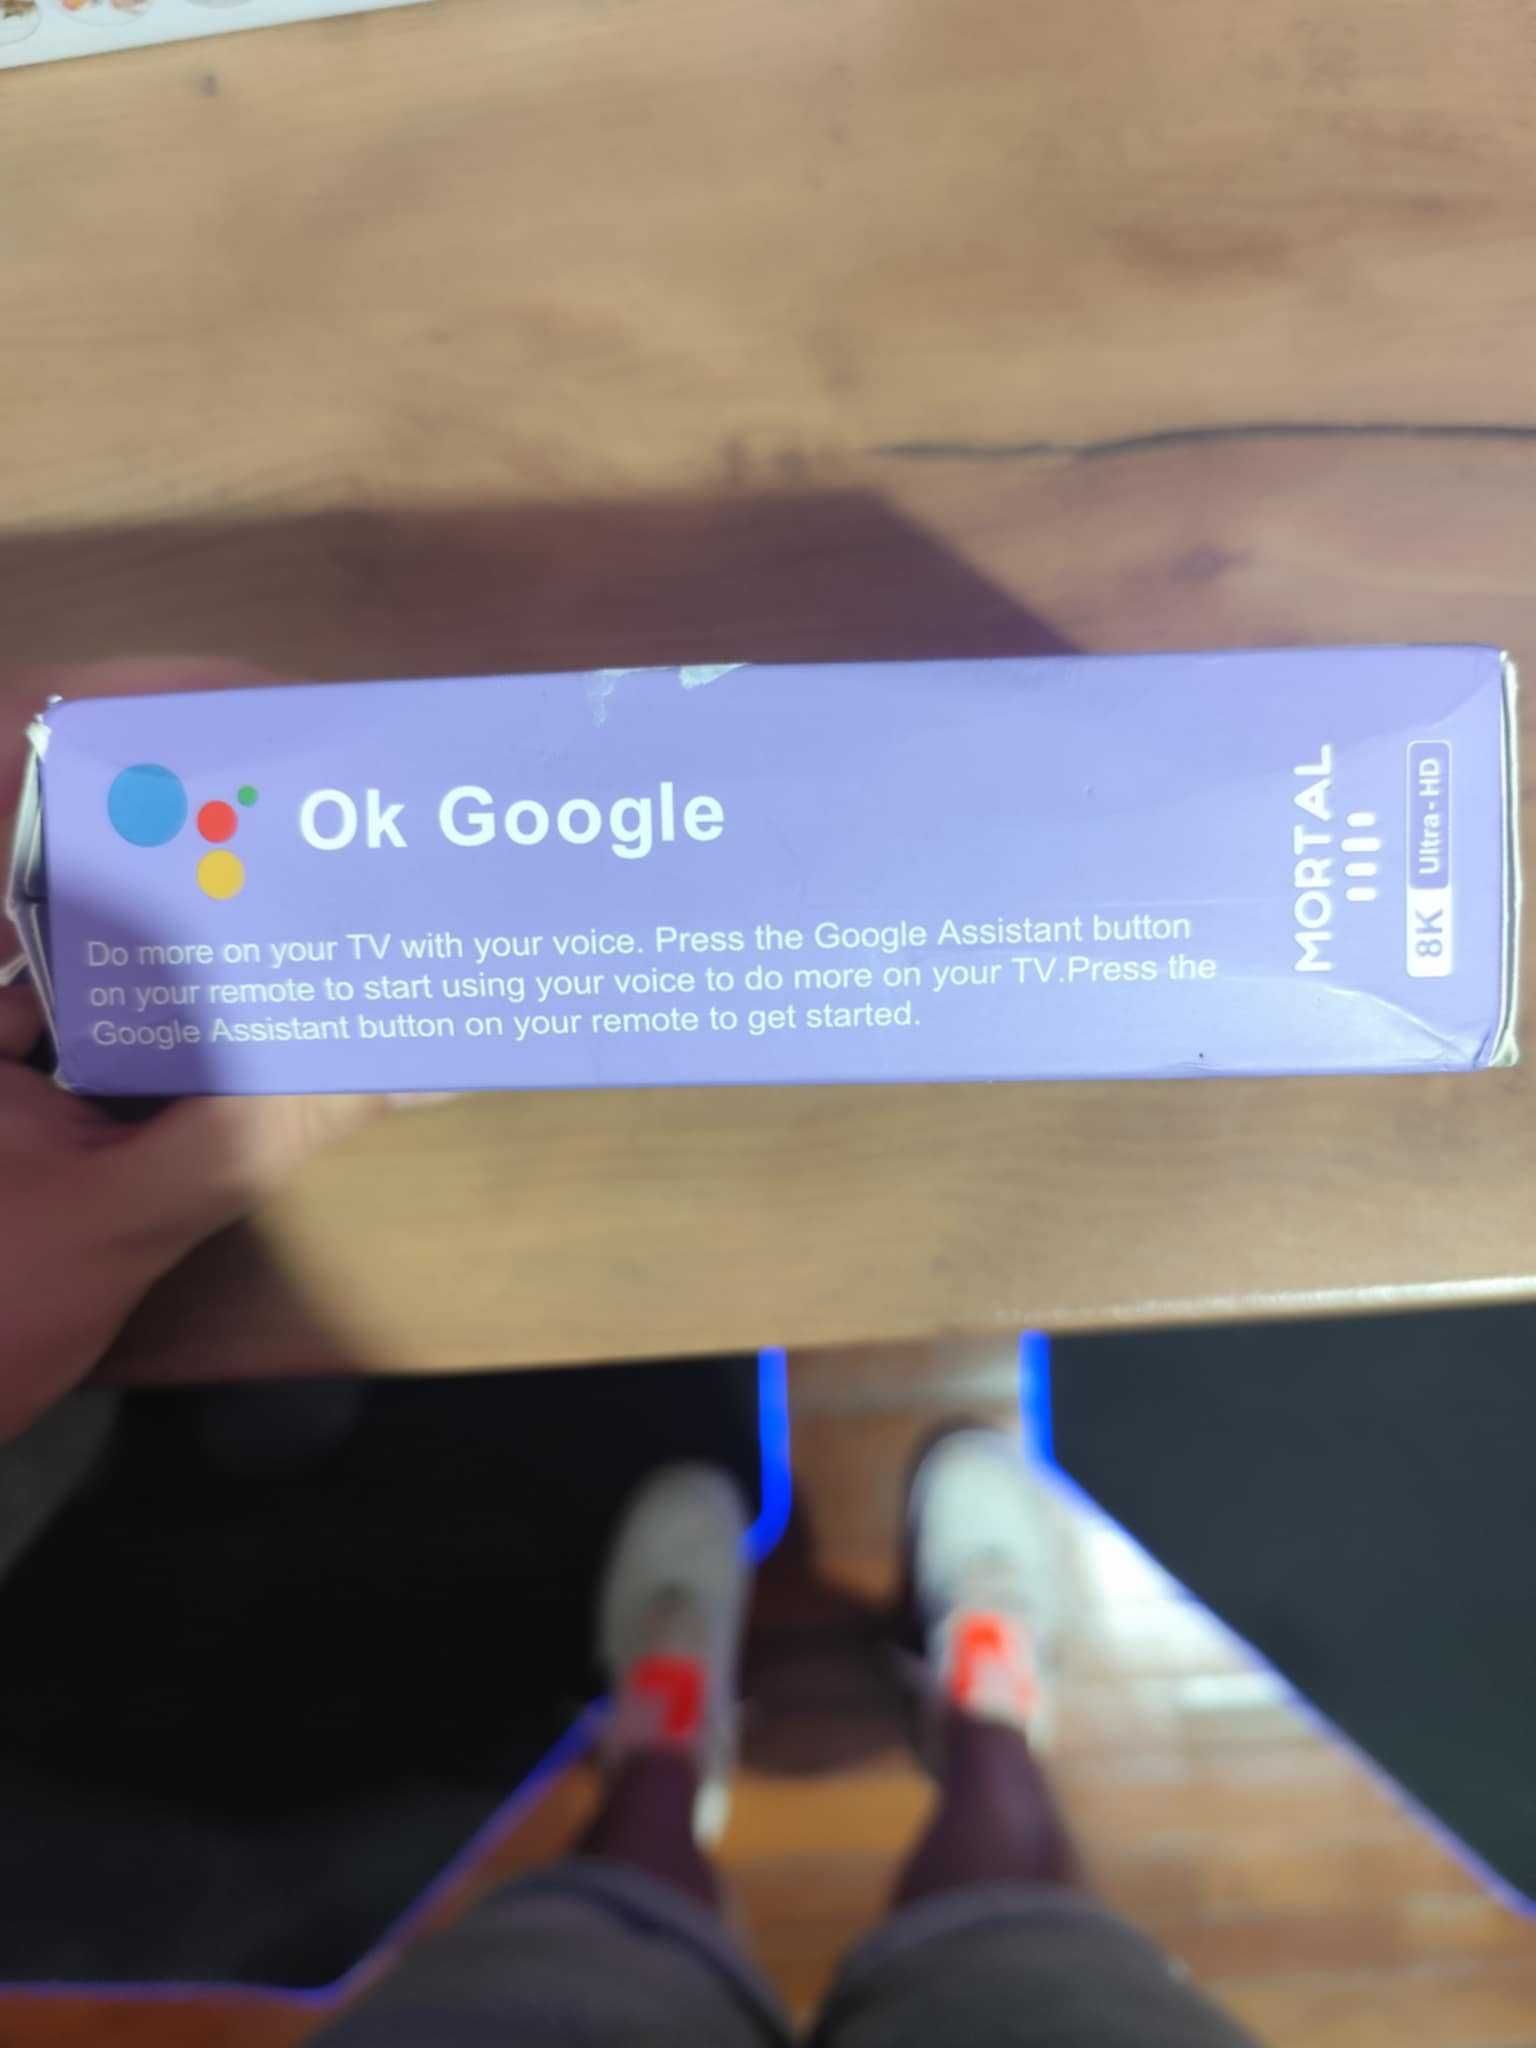 Ok Google
Do more on your TV with your voice. Press the Google Assistant button
on your remote to start using your voice to do more on your TV.Press the
Google Assistant button on your remote to get started.
MORTAL
8K Ultra-HD